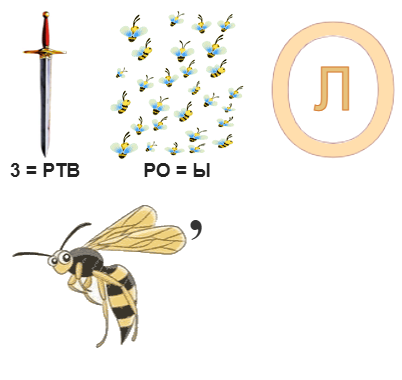 Л
3 = РТВ РО = Ы
,